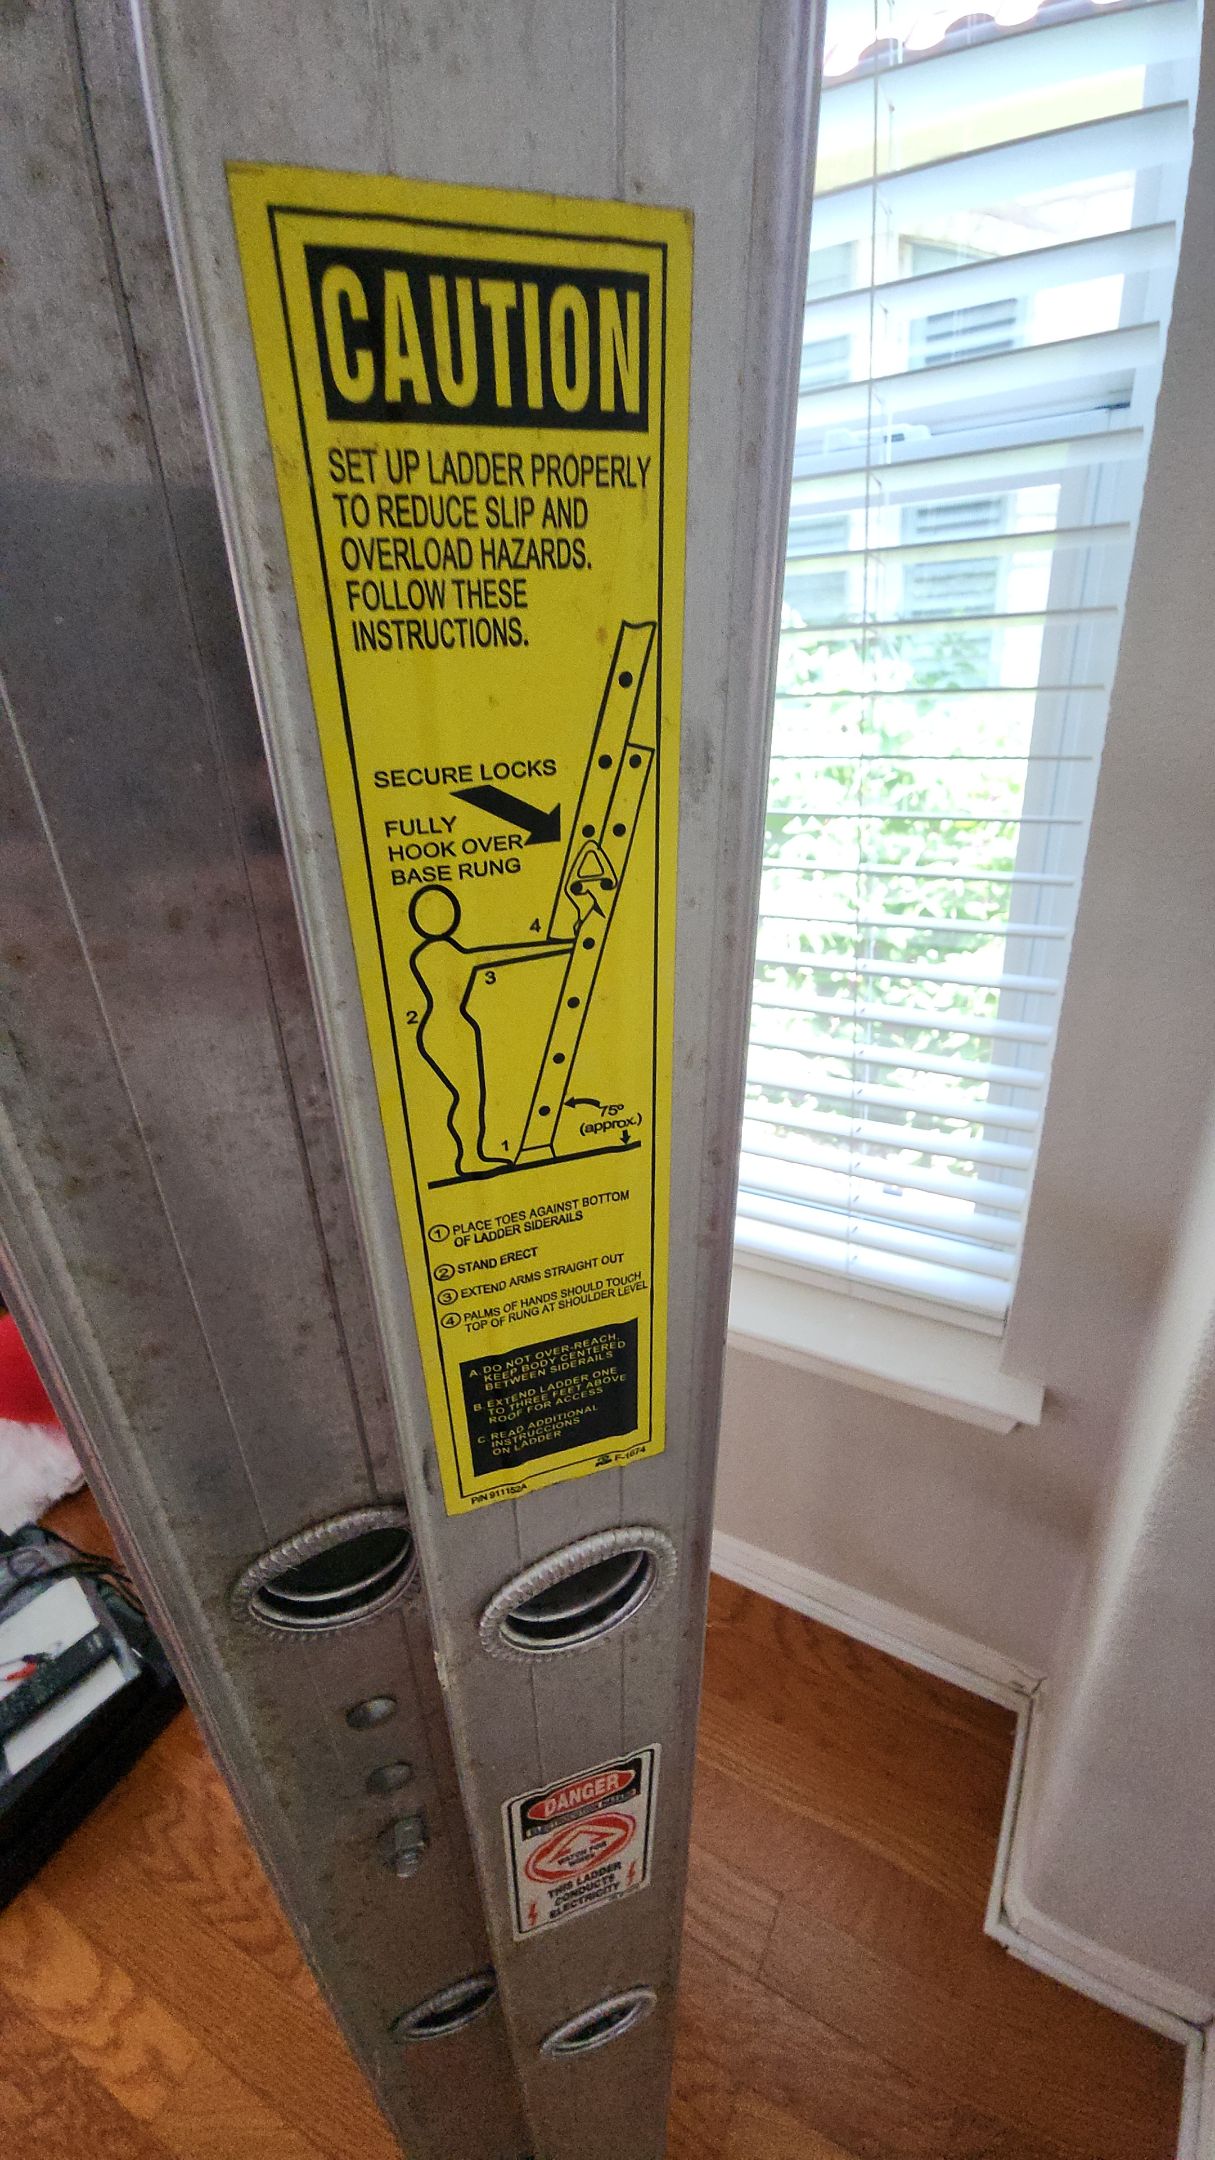 CAUTION
SET UP LADDER PROPERLY
TO REDUCE SLIP AND
OVERLOAD HAZARDS.
FOLLOW THESE
INSTRUCTIONS.
SECURE LOCKS
FULLY
HOOK OVER
BASE RUNG
4
3
2
75º
(approx.)
1
1 PLACE TOES AGAINST BOTTOM
OF LADDER SIDERAILS
2 STAND ERECT
3 EXTEND ARMS STRAIGHT OUT
4 PALMS OF HANDS SHOULD TOUCH
TOP OF RUNG AT SHOULDER LEVEL
A. DO NOT OVER-REACH,
KEEP BODY CENTERED
BETWEEN SIDERAILS
B. EXTEND LADDER ONE
TO THREE FEET ABOVE
ROOF FOR ACCESS
C. READ ADDITIONAL
INSTRUCCIONS
ON LADDER
F-1674
P/N 911152A
DANGER
WATCH FOR
WIRES
THIS LADDER
CONDUCTS
ELECTRICITY